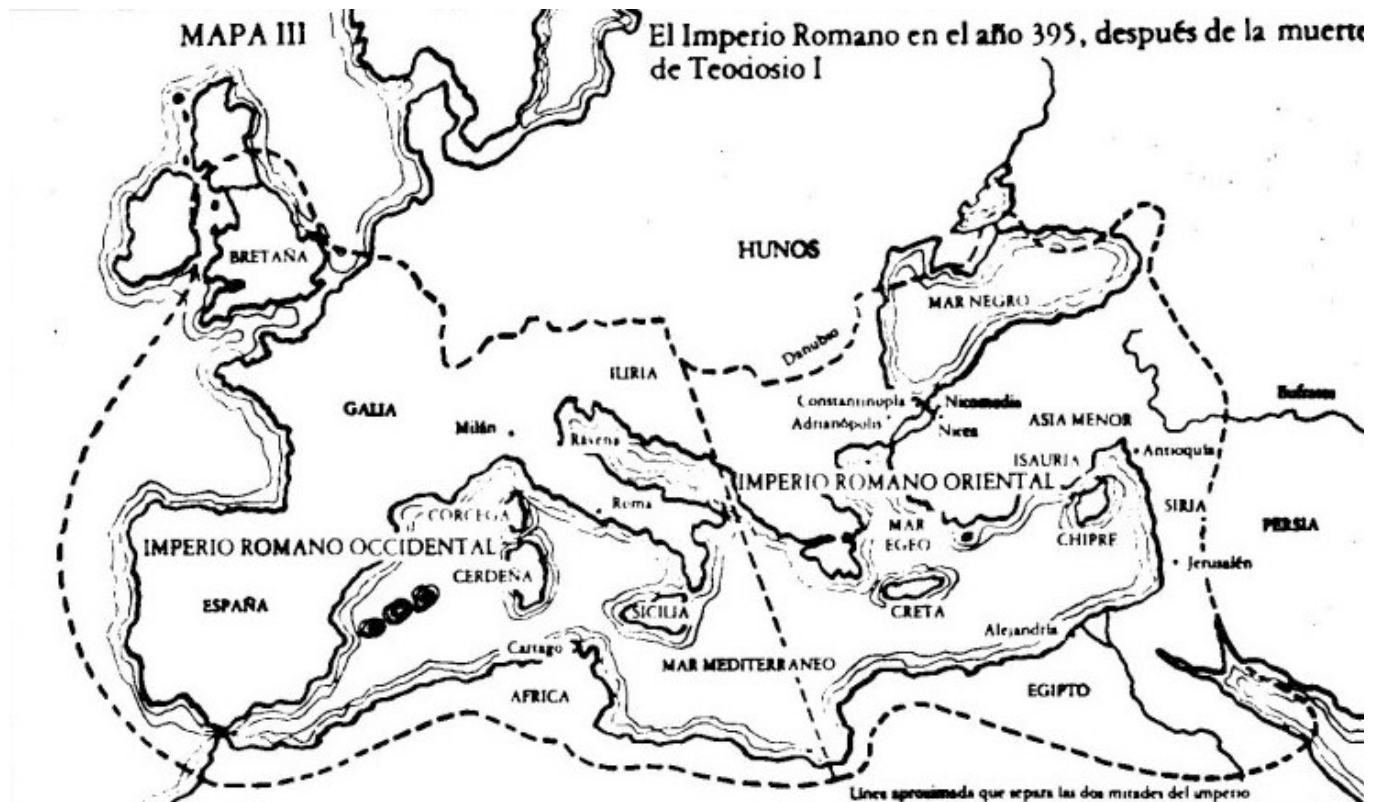 MAPA III
El Imperio Romano en el año 395, después de la muerte
de Teodosio I
BRETAÑA
HUNOS
MAR NEGRO
Danubio
ILIRIA
GALIA
Milán
Ravena
Constantinopla
Nicomedia
Adrianópolis
Nicea
ASIA MENOR
Eufrates
ISAURIA
Antioquía
IMPERIO ROMANO ORIENTAL
CORCEGA
Roma
MAR
EGEO
SIRIA
CHIPRE
PERSIA
IMPERIO ROMANO OCCIDENTAL
CERDEÑA
Jerusalén
ESPAÑA
SICILIA
CRETA
Alejandría
Cartago
MAR MEDITERRANEO
AFRICA
EGIPTO
Línea aproximada que separa las dos mitades del imperio